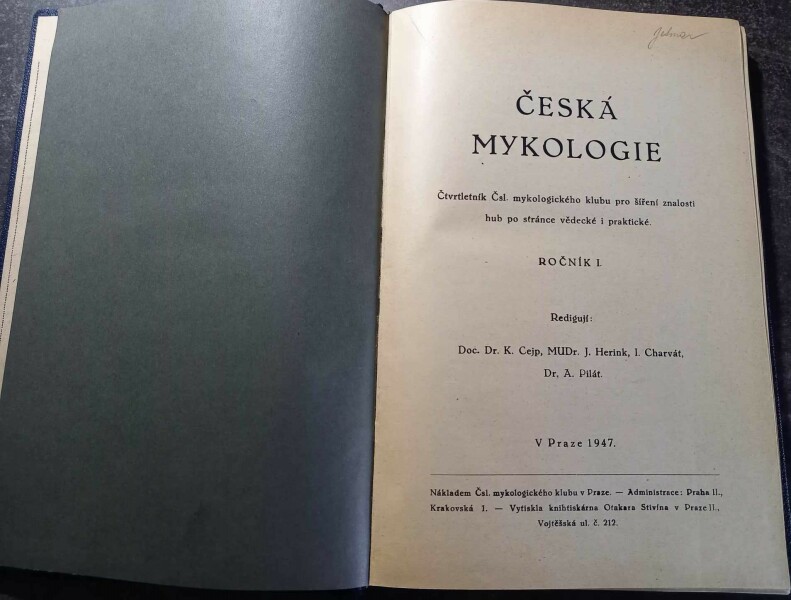 ČESKÁ
MYKOLOGIE
Čtvrtletník Čsl. mykologického klubu pro šíření znalosti
hub po stránce vědecké i praktické.
ROČNÍK I.
Redigují:
Doc. Dr. K. Cejp, MUDr. J. Herink, I. Charvát,
Dr. A. Pilát.
V Praze 1947.
Nákladem Čsl. mykologického klubu v Praze. — Administrace: Praha II.,
Krakovská 1. — Vytiskla knihtiskárna Otakara Stivína v Praze II.,
Vojtěšská ul. č. 212.